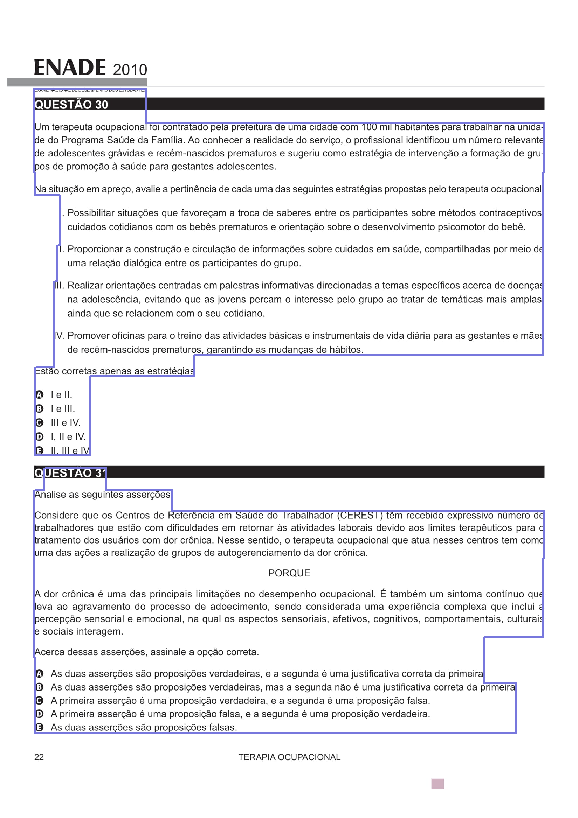 ENADE 2010
QUESTÃO 30
Um terapeuta ocupacional foi contratado pela prefeitura de uma cidade com 100 mil habitantes para trabalhar na unida-
de do Programa Saúde da Família. Ao conhecer a realidade do serviço, o profissional identificou um número relevante
de adolescentes grávidas e recém-nascidos prematuros e sugeriu como estratégia de intervenção a formação de gru-
pos de promoção à saúde para gestantes adolescentes.
Na situação em apreço, avalie a pertinência de cada uma das seguintes estratégias propostas pelo terapeuta ocupacional
I. Possibilitar situações que favoreçam a troca de saberes entre os participantes sobre métodos contraceptivos,
cuidados cotidianos com os bebês prematuros e orientação sobre o desenvolvimento psicomotor do bebê.
II. Proporcionar a construção e circulação de informações sobre cuidados em saúde, compartilhadas por meio de
uma relação dialógica entre os participantes do grupo.
III. Realizar orientações centradas em palestras informativas direcionadas a temas específicos acerca de doenças
na adolescência, evitando que as jovens percam o interesse pelo grupo ao tratar de temáticas mais amplas,
ainda que se relacionem com o seu cotidiano.
IV. Promover oficinas para o treino das atividades básicas e instrumentais de vida diária para as gestantes e mães
de recém-nascidos prematuros, garantindo as mudanças de hábitos.
Estão corretas apenas as estratégias
A I e II.
B I e III.
C III e IV.
D I, II e IV.
E II, III e IV
QUESTÃO 31
Analise as seguintes asserções
Considere que os Centros de Referência em Saúde do Trabalhador (CEREST) têm recebido expressivo número de
trabalhadores que estão com dificuldades em retornar às atividades laborais devido aos limites terapêuticos para o
tratamento dos usuários com dor crônica. Nesse sentido, o terapeuta ocupacional que atua nesses centros tem como
uma das ações a realização de grupos de autogerenciamento da dor crônica.
PORQUE
A dor crônica é uma das principais limitações no desempenho ocupacional. É também um sintoma contínuo que
leva ao agravamento do processo de adoecimento, sendo considerada uma experiência complexa que inclui a
percepção sensorial e emocional, na qual os aspectos sensoriais, afetivos, cognitivos, comportamentais, culturais
e sociais interagem.
Acerca dessas asserções, assinale a opção correta.
A As duas asserções são proposições verdadeiras, e a segunda é uma justificativa correta da primeira
B As duas asserções são proposições verdadeiras, mas a segunda não é uma justificativa correta da primeira
C A primeira asserção é uma proposição verdadeira, e a segunda é uma proposição falsa.
D A primeira asserção é uma proposição falsa, e a segunda é uma proposição verdadeira.
E As duas asserções são proposições falsas.
22
TERAPIA OCUPACIONAL